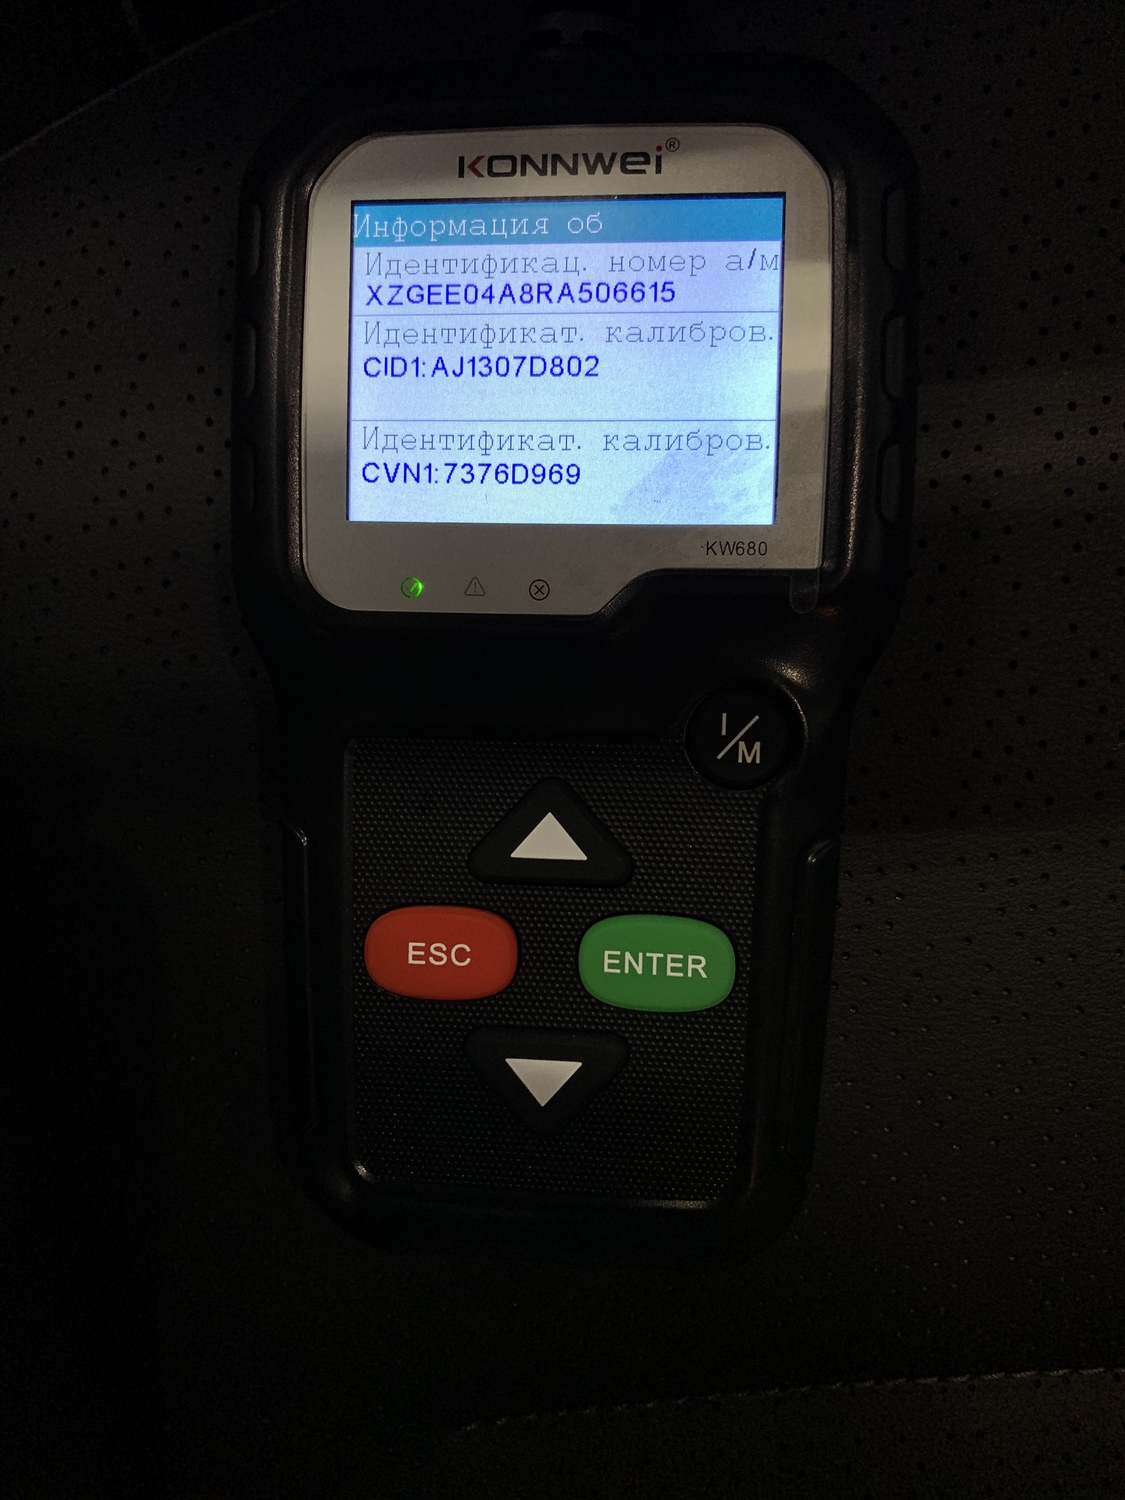 KONNWEI®
Информация об
Идентификац. номер а/м
XZGEE04A8RA506615
Идентификат. калибров.
CID1:AJ1307D802
Идентификат. калибров.
CVN1:7376D969
KW680
I/M
ESC
ENTER